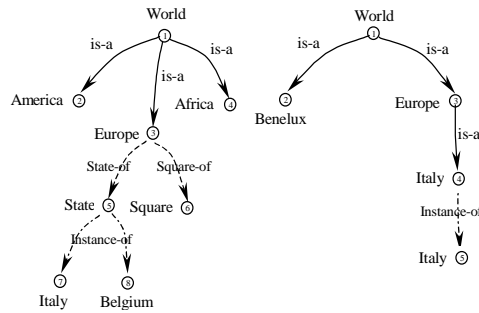 World
1
is-a
is-a
is-a
America 2
Africa 4
Europe 3
State-of
Square-of
State 5
Square 6
Instance-of
7
8
Italy
Belgium
World
1
is-a
is-a
2
Benelux
Europe 3
is-a
Italy 4
Instance-of
Italy 5